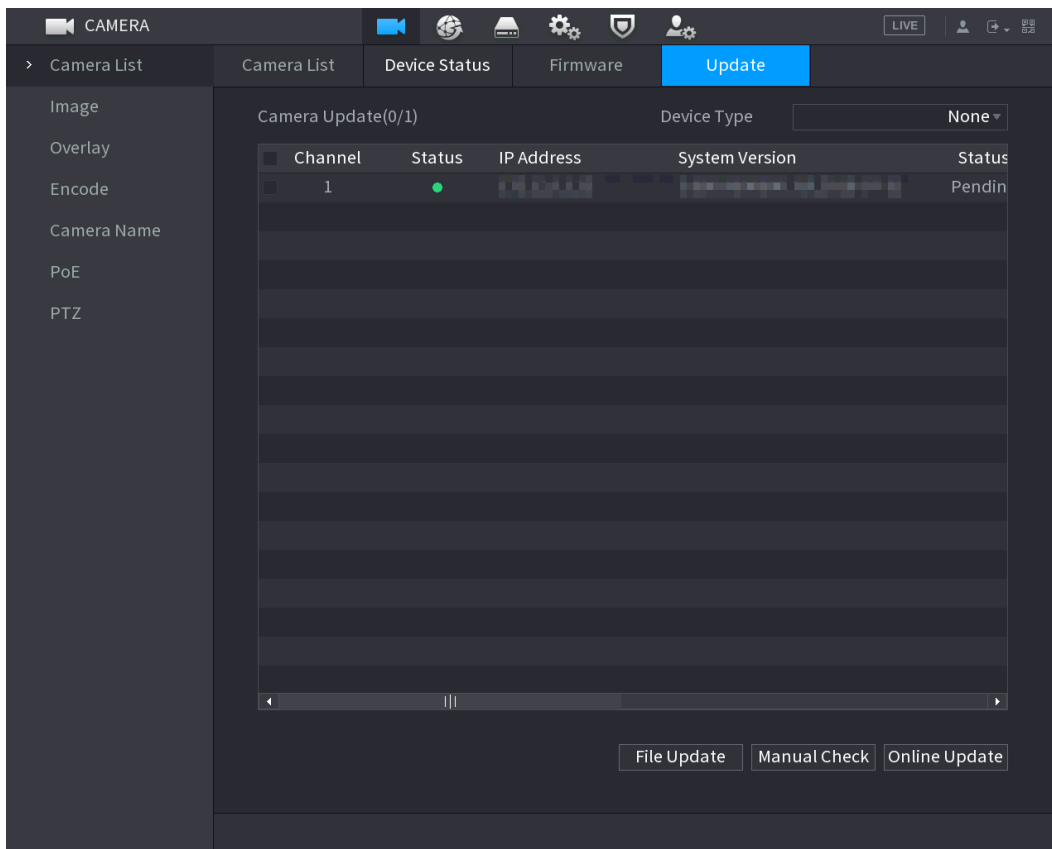 CAMERA
LIVE
Camera List
Image
Overlay
Encode
Camera Name
PoE
PTZ
Camera List Device Status Firmware Update
Camera Update(0/1) Device Type None
Channel Status IP Address System Version Status
1 Pendin
File Update Manual Check Online Update